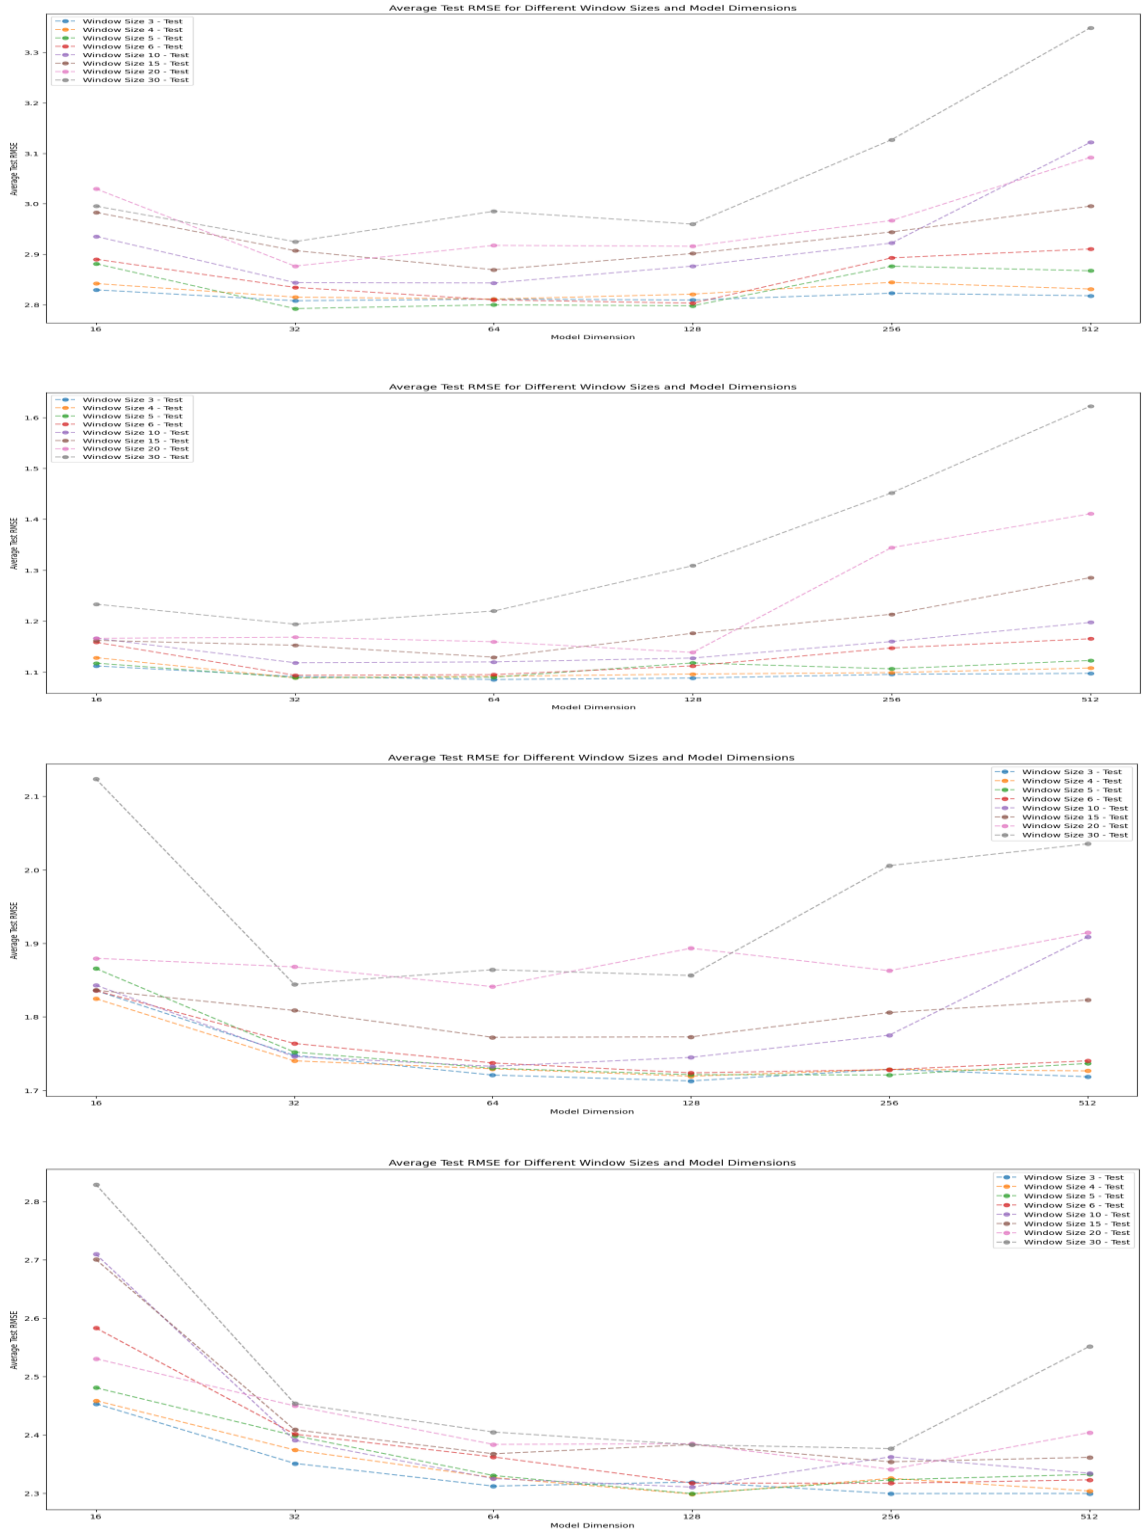 Average Test RMSE for Different Window Sizes and Model Dimensions
Window Size 3 - Test
Window Size 4 - Test
Window Size 5 - Test
Window Size 6 - Test
Window Size 10 - Test
Window Size 15 - Test
Window Size 20 - Test
Window Size 30 - Test
3.3
3.2
3.1
3.0
2.9
2.8
Average Test RMSE
16 32 64 128 256 512
Model Dimension
Average Test RMSE for Different Window Sizes and Model Dimensions
Window Size 3 - Test
Window Size 4 - Test
Window Size 5 - Test
Window Size 6 - Test
Window Size 10 - Test
Window Size 15 - Test
Window Size 20 - Test
Window Size 30 - Test
1.6
1.5
1.4
1.3
1.2
1.1
Average Test RMSE
16 32 64 128 256 512
Model Dimension
Average Test RMSE for Different Window Sizes and Model Dimensions
Window Size 3 - Test
Window Size 4 - Test
Window Size 5 - Test
Window Size 6 - Test
Window Size 10 - Test
Window Size 15 - Test
Window Size 20 - Test
Window Size 30 - Test
2.1
2.0
1.9
1.8
1.7
Average Test RMSE
16 32 64 128 256 512
Model Dimension
Average Test RMSE for Different Window Sizes and Model Dimensions
Window Size 3 - Test
Window Size 4 - Test
Window Size 5 - Test
Window Size 6 - Test
Window Size 10 - Test
Window Size 15 - Test
Window Size 20 - Test
Window Size 30 - Test
2.8
2.7
2.6
2.5
2.4
2.3
Average Test RMSE
16 32 64 128 256 512
Model Dimension